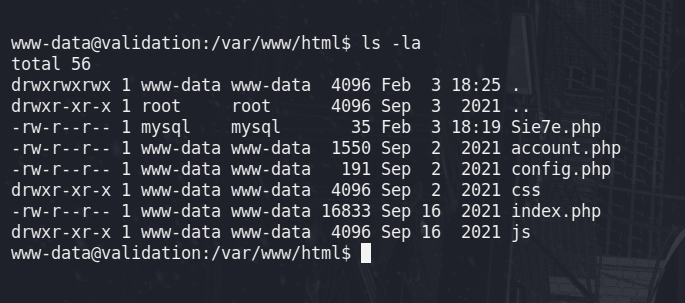 www-data@validation:/var/www/html$ ls -la
total 56
drwxrwxrwx 1 www-data www-data  4096 Feb  3 18:25 .
drwxr-xr-x 1 root     root      4096 Sep  3  2021 ..
-rw-r--r-- 1 mysql    mysql       35 Feb  3 18:19 Sie7e.php
-rw-r--r-- 1 www-data www-data  1550 Sep  2  2021 account.php
-rw-r--r-- 1 www-data www-data   191 Sep  2  2021 config.php
drwxr-xr-x 1 www-data www-data  4096 Sep  2  2021 css
-rw-r--r-- 1 www-data www-data 16833 Sep 16  2021 index.php
drwxr-xr-x 1 www-data www-data  4096 Sep 16  2021 js
www-data@validation:/var/www/html$